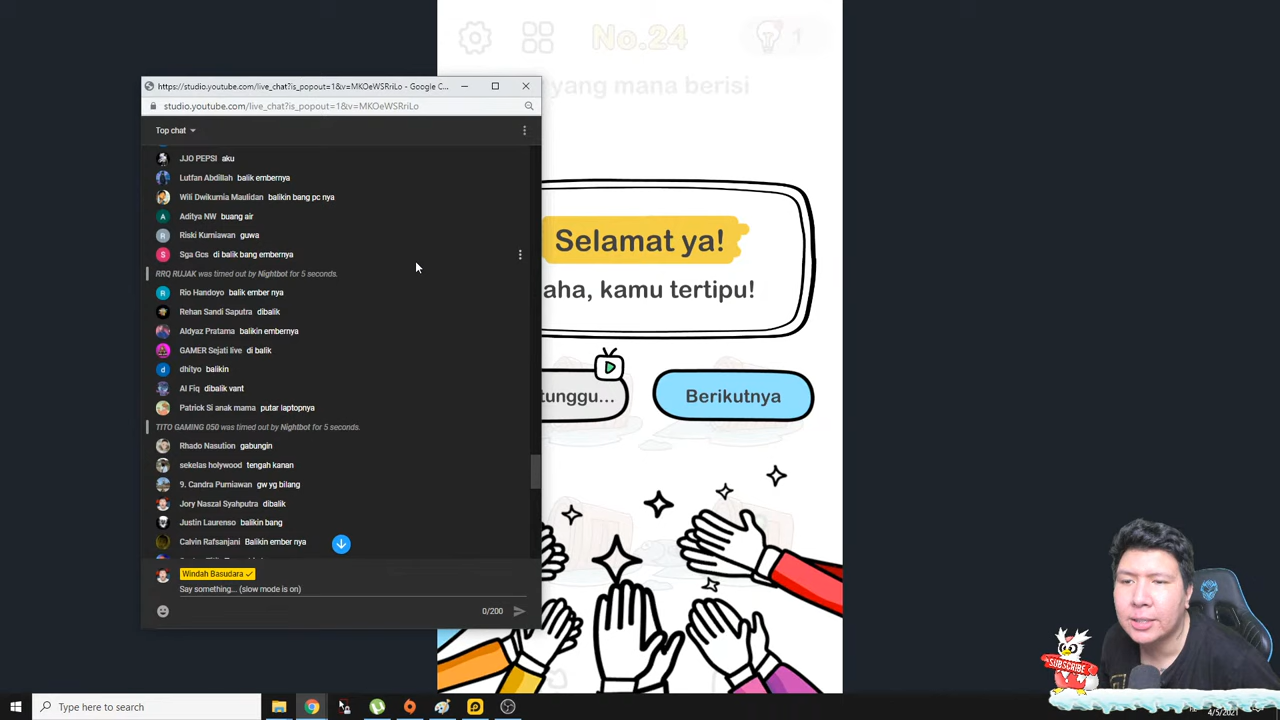 No.24
1
yang mana berisi
https://studio.youtube.com/live_chat?is_popout=1&v=MKOeWSRriLo - Google C...
studio.youtube.com/live_chat?is_popout=1&v=MKOeWSRriLo
Top chat
JJO PEPSI aku
Lutfan Abdillah balik embernya
Wili Dwikurnia Maulidan balikin bang pc nya
A Aditya NW buang air
R Riski Kurniawan guwa
S Sga Gcs di balik bang embernya
RRQ RUJAK was timed out by Nightbot for 5 seconds.
Rio Handoyo balik ember nya
Rehan Sandi Saputra dibalik
Aldyaz Pratama balikin embernya
GAMER Sejati live di balik
d dhityo balikin
Al Fiq dibalik vant
Patrick Si anak mama putar laptopnya
TITO GAMING 050 was timed out by Nightbot for 5 seconds.
Rhado Nasution gabungin
sekelas holywood tengah kanan
9. Candra Purniawan gw yg bilang
Jory Naszal Syahputra dibalik
Justin Laurenso balikin bang
Calvin Rafsanjani Balikin ember nya
Windah Basudara
Say something... (slow mode is on)
0/200
Selamat ya!
aha, kamu tertipu!
tunggu...
Berikutnya
SUBSCRIBE
Type here to search
4/5/2021